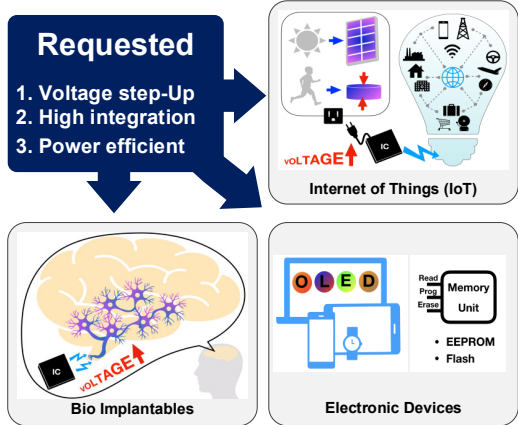 Requested
1. Voltage step-Up
2. High integration
3. Power efficient
IC
vOLTAGE
Internet of Things (IoT)
IC
vOLTAGE
Bio Implantables
OLED
Read
Prog
Erase
Memory
Unit
• EEPROM
• Flash
Electronic Devices